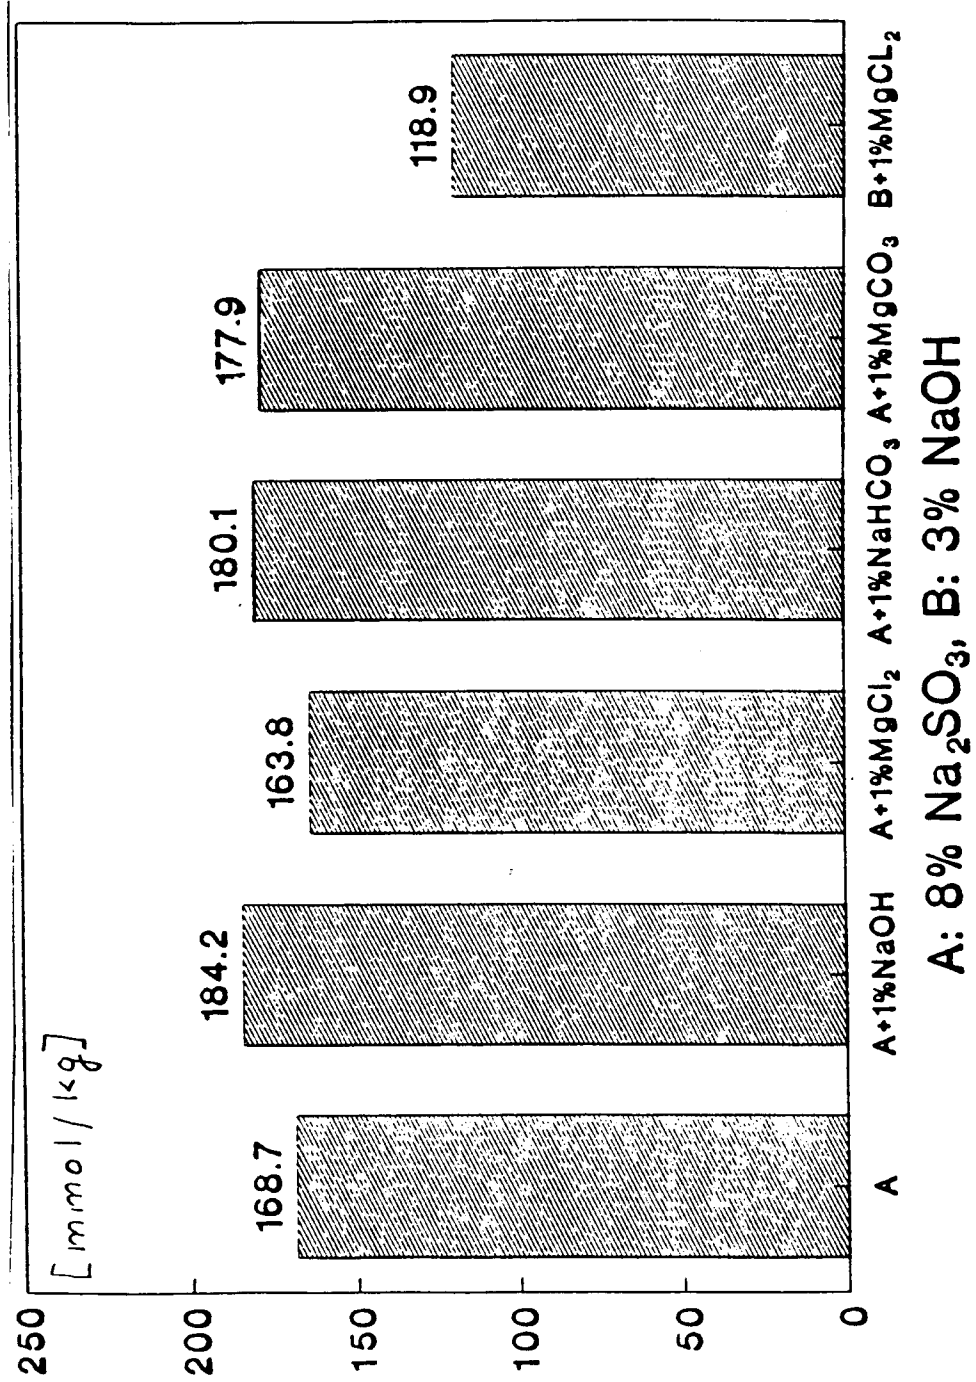 [mmol/kg]
250
200
150
100
50
0
168.7
184.2
163.8
180.1
177.9
118.9
A
A+1%NaOH
A+1%MgCl₂
A+1%NaHCO₃
A+1%MgCO₃
B+1%MgCL₂
A: 8% Na₂SO₃, B: 3% NaOH